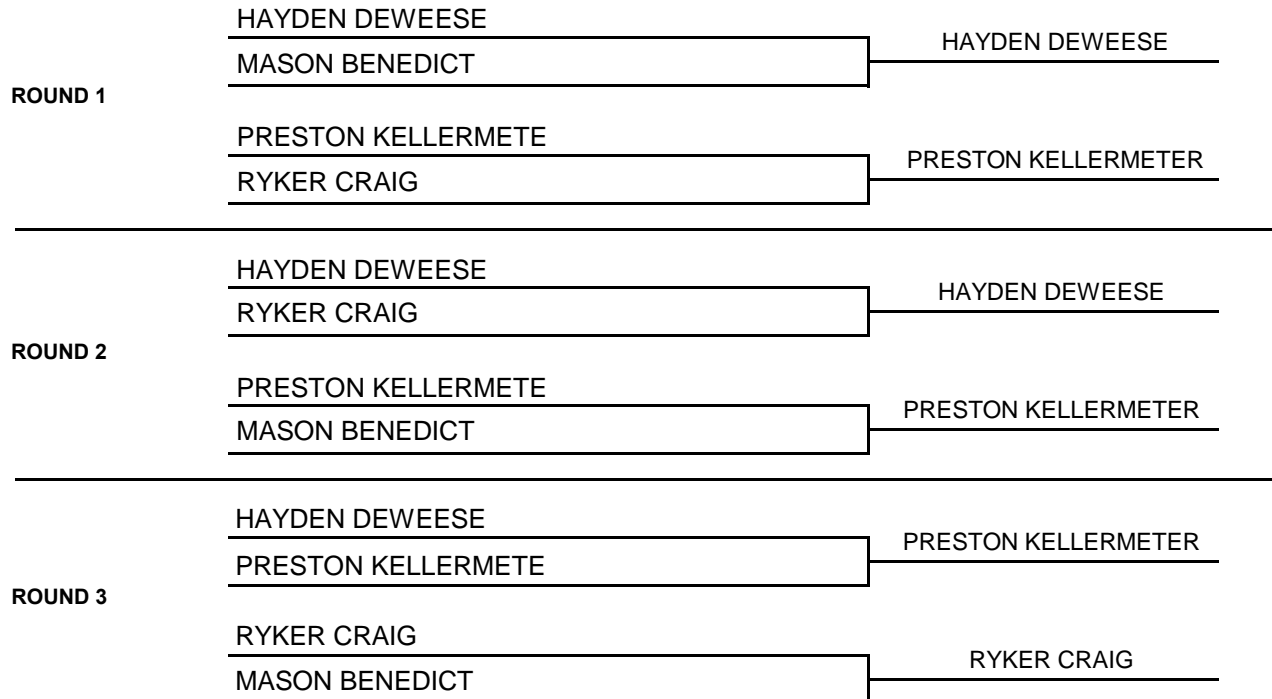 HAYDEN DEWEESE
HAYDEN DEWEESE
MASON BENEDICT
ROUND 1
PRESTON KELLERMETE
PRESTON KELLERMETER
RYKER CRAIG
HAYDEN DEWEESE
HAYDEN DEWEESE
RYKER CRAIG
ROUND 2
PRESTON KELLERMETE
PRESTON KELLERMETER
MASON BENEDICT
HAYDEN DEWEESE
PRESTON KELLERMETER
PRESTON KELLERMETE
ROUND 3
RYKER CRAIG
RYKER CRAIG
MASON BENEDICT